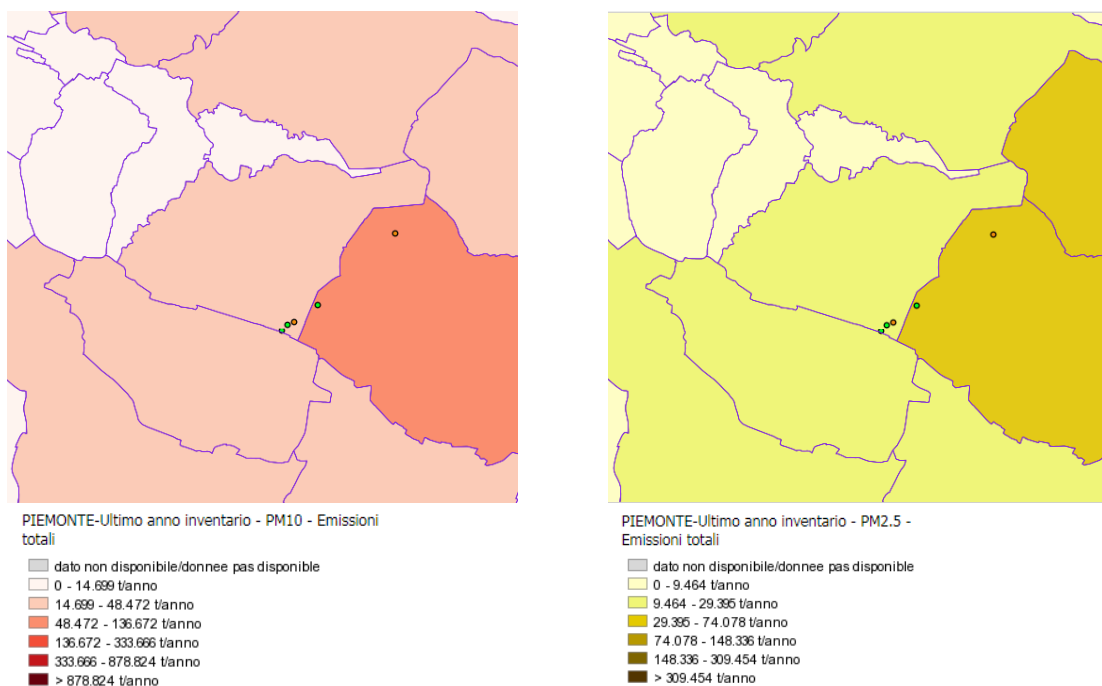 PIEMONTE-Ultimo anno inventario - PM10 - Emissioni
totali
dato non disponibile/donnee pas disponible
0 - 14.699 t/anno
14.699 - 48.472 t/anno
48.472 - 136.672 t/anno
136.672 - 333.666 t/anno
333.666 - 878.824 t/anno
> 878.824 t/anno
PIEMONTE-Ultimo anno inventario - PM2.5 -
Emissioni totali
dato non disponibile/donnee pas disponible
0 - 9.464 t/anno
9.464 - 29.395 t/anno
29.395 - 74.078 t/anno
74.078 - 148.336 t/anno
148.336 - 309.454 t/anno
> 309.454 t/anno